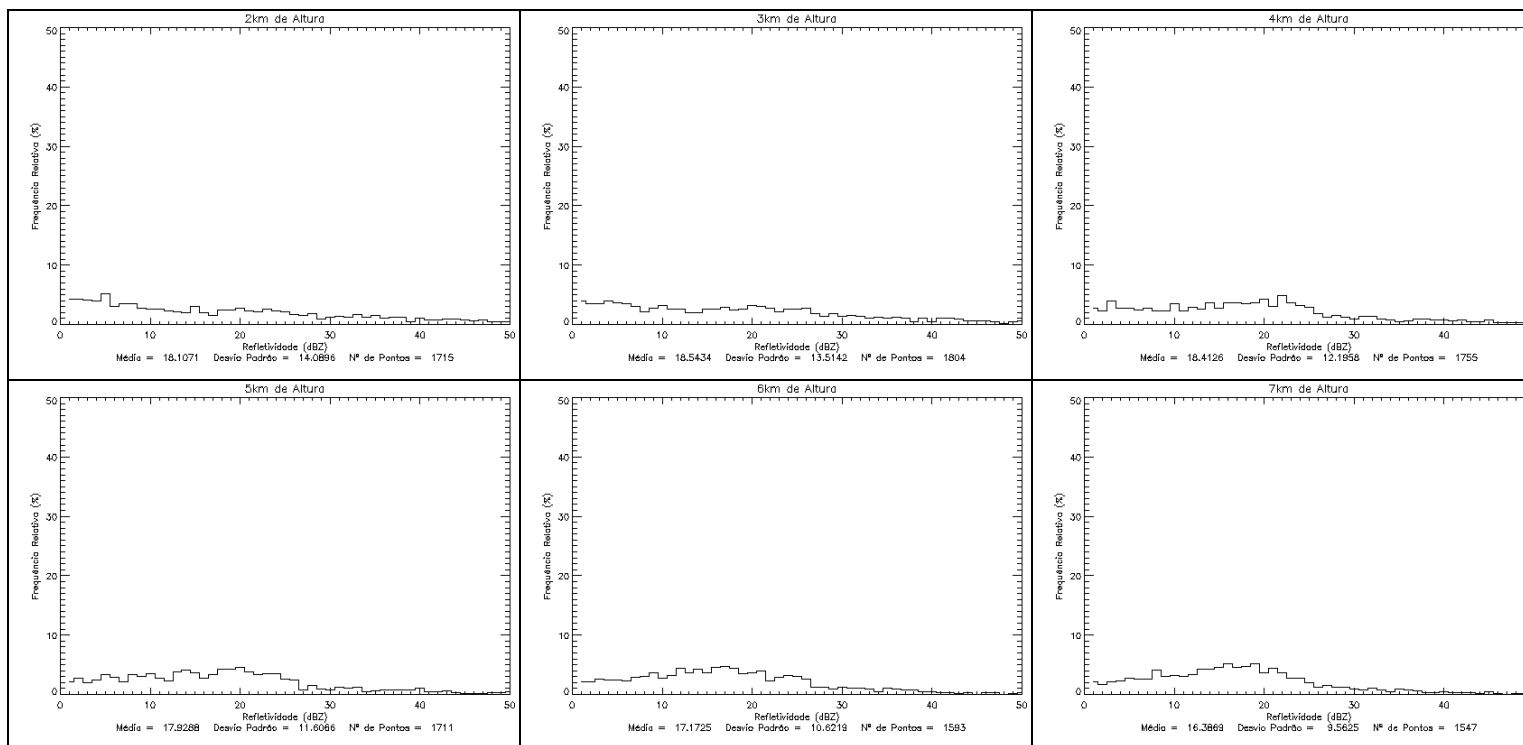 2km de Altura
50
40
30
20
10
0
Frequência Relativa (%)
0 10 20 30 40 50
Refletividade (dBZ)
Média = 18.1071 Desvio Padrão = 14.0896 Nº de Pontos = 1715
3km de Altura
50
40
30
20
10
0
Frequência Relativa (%)
0 10 20 30 40 50
Refletividade (dBZ)
Média = 18.5434 Desvio Padrão = 13.5142 Nº de Pontos = 1804
4km de Altura
50
40
30
20
10
0
Frequência Relativa (%)
0 10 20 30 40
Refletividade (dBZ)
Média = 18.4126 Desvio Padrão = 12.1958 Nº de Pontos = 1755
5km de Altura
50
40
30
20
10
0
Frequência Relativa (%)
0 10 20 30 40 50
Refletividade (dBZ)
Média = 17.9288 Desvio Padrão = 11.6066 Nº de Pontos = 1711
6km de Altura
50
40
30
20
10
0
Frequência Relativa (%)
0 10 20 30 40 50
Refletividade (dBZ)
Média = 17.1725 Desvio Padrão = 10.6219 Nº de Pontos = 1593
7km de Altura
50
40
30
20
10
0
Frequência Relativa (%)
0 10 20 30 40
Refletividade (dBZ)
Média = 16.3869 Desvio Padrão = 9.5625 Nº de Pontos = 1547